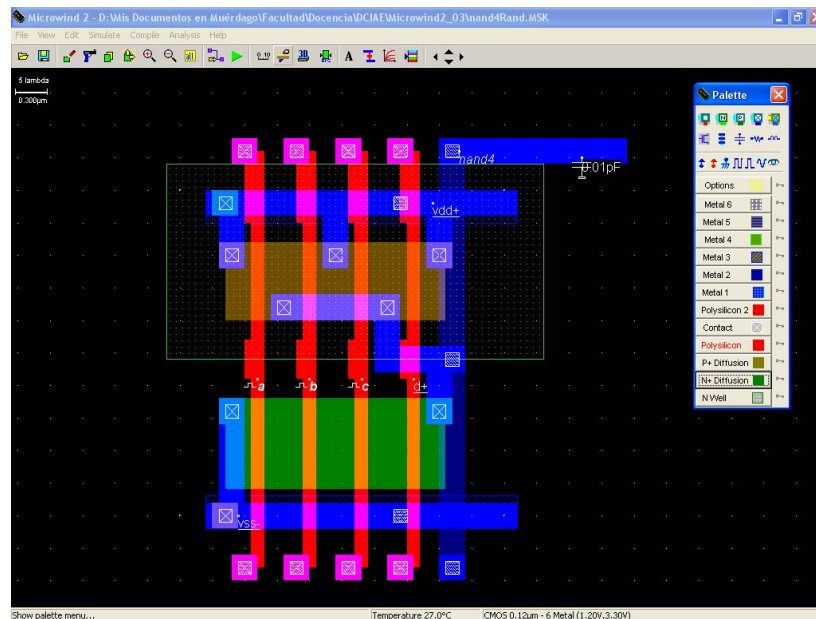 Microwind 2 - D:\Mis Documentos en Muérdago\Facultad\Docencia\DCIAE\Microwind2_03\nand4Rand.MSK
File View Edit Simulate Compile Analysis Help
5 lambda
0.300µm
nand4
0.01pF
vdd+
a
b
c
d+
vss-
Palette
Options
Metal 6
Metal 5
Metal 4
Metal 3
Metal 2
Metal 1
Polysilicon 2
Contact
Polysilicon
P+ Diffusion
N+ Diffusion
N Well
Show palette menu...
Temperature 27.0°C
CMOS 0.12µm - 6 Metal (1.20V,3.30V)